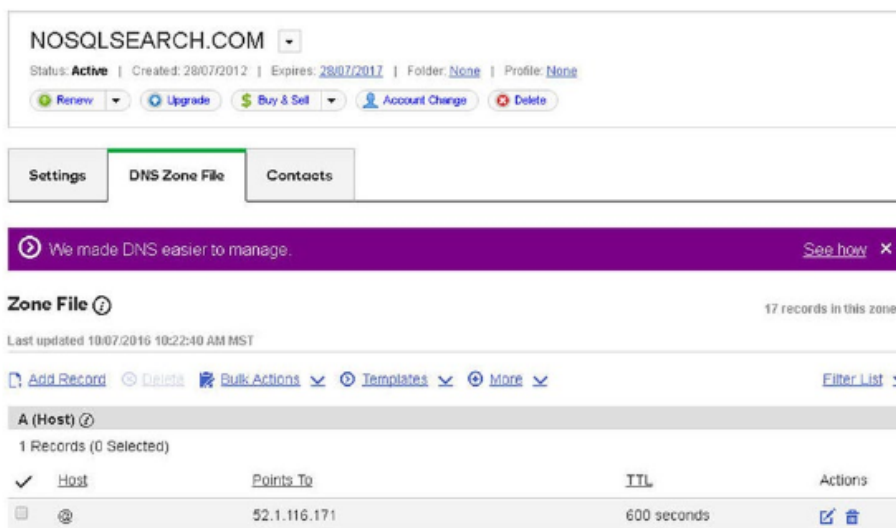 NOSQLSEARCH.COM
Status: Active | Created: 28/07/2012 | Expires: 28/07/2017 | Folder: None | Profile: None
Renew Upgrade $ Buy & Sell Account Change Delete
Settings DNS Zone File Contacts
We made DNS easier to manage. See how ×
Zone File 17 records in this zone
Last updated 10/07/2016 10:22:40 AM MST
Add Record Delete Bulk Actions Templates More Filter List
A (Host)
1 Records (0 Selected)
Host Points To TTL Actions
@ 52.1.116.171 600 seconds